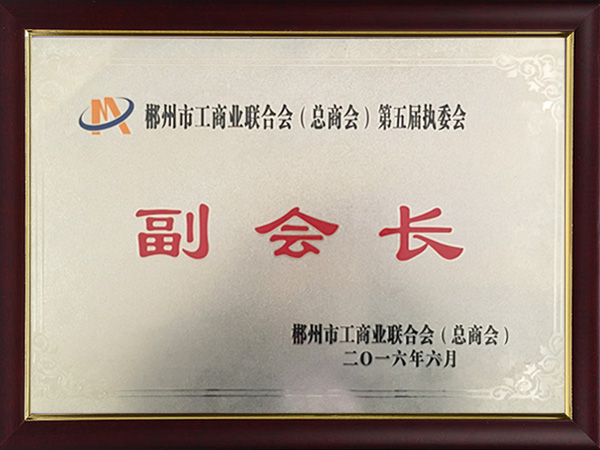 郴州市工商业联合会（总商会）第五届执委会
副会长
郴州市工商业联合会（总商会）
二〇一六年六月